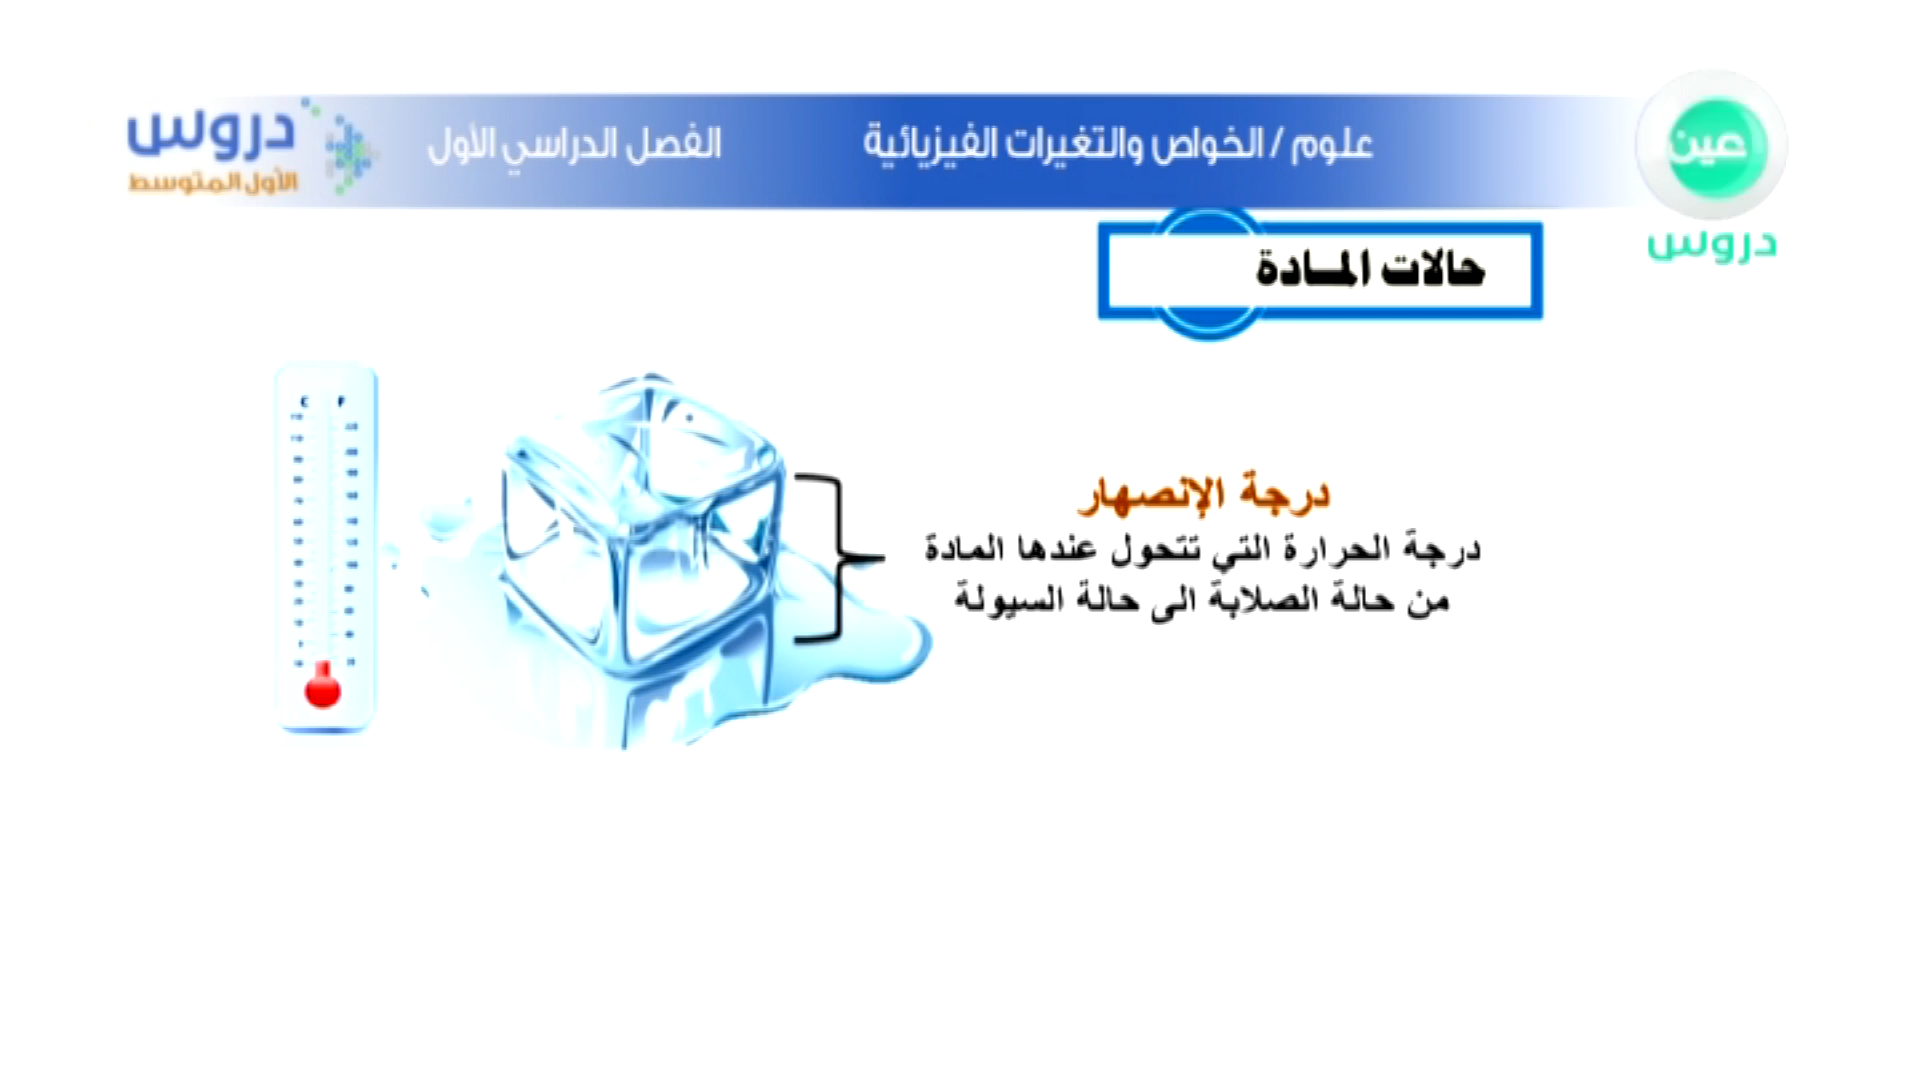 عين
دروس
علوم / الخواص والتغيرات الفيزيائية
الفصل الدراسي الأول
دروس
الأول المتوسط
حالات المـادة
C F
درجة الإنصهار
درجة الحرارة التي تتحول عندها المادة
من حالة الصلابة الى حالة السيولة